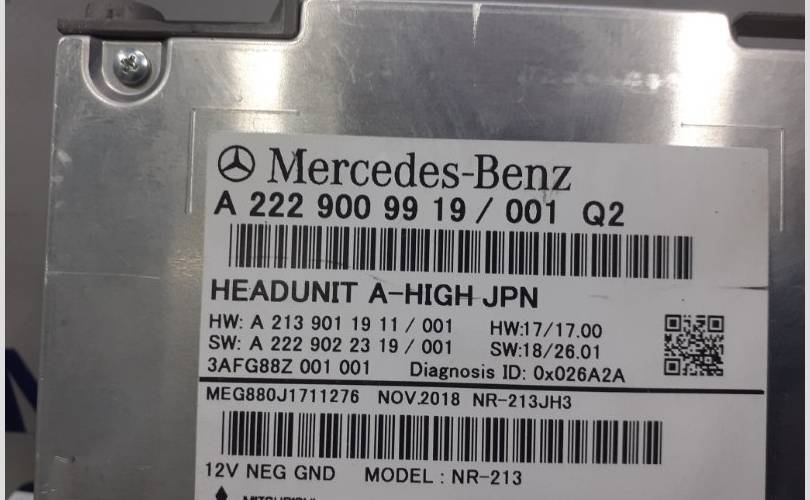 Mercedes-Benz
A 222 900 99 19 / 001 Q2
HEADUNIT A-HIGH JPN
HW: A 213 901 19 11 / 001 HW:17/17.00
SW: A 222 902 23 19 / 001 SW:18/26.01
3AFG88Z 001 001 Diagnosis ID: 0x026A2A
MEG880J1711276 NOV.2018 NR-213JH3
12V NEG GND MODEL : NR-213
MITSUBISHI